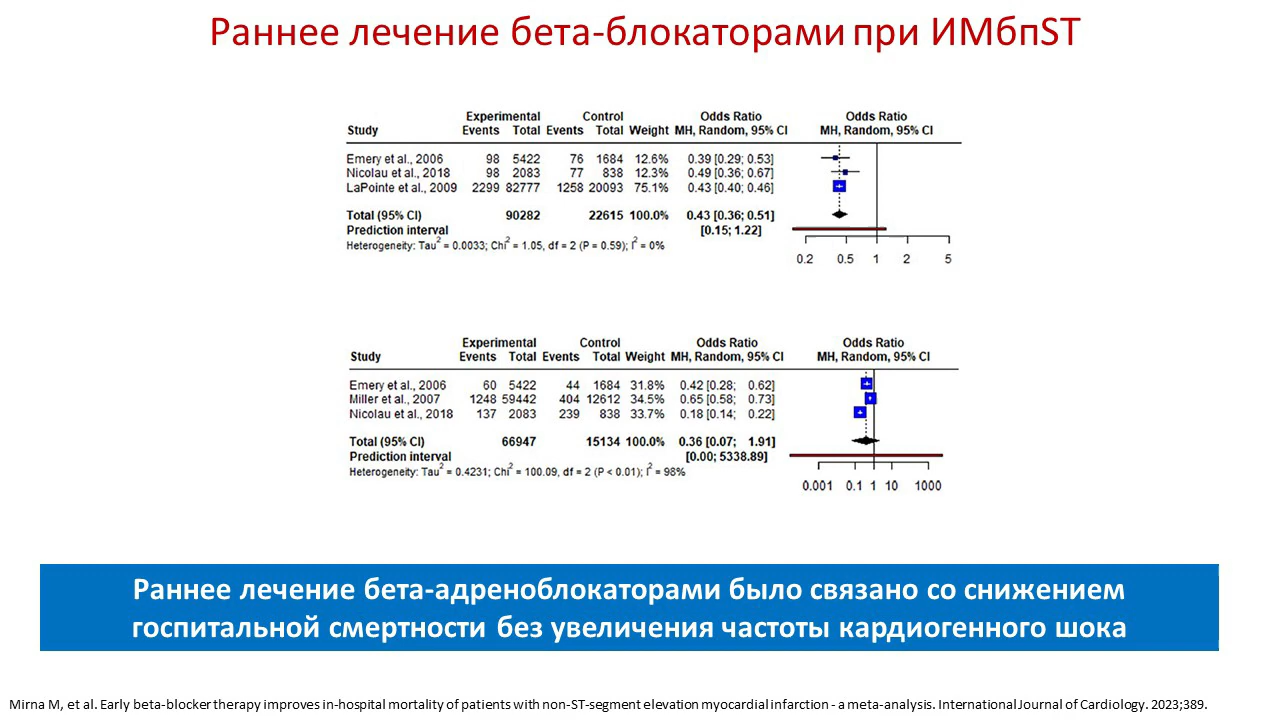 Раннее лечение бета-блокаторами при ИМбпST
Experimental Control Odds Ratio Odds Ratio
Study Events Total Events Total Weight MH, Random, 95% CI MH, Random, 95% CI
Emery et al., 2006 98 5422 76 1684 12.6% 0.39 [0.29; 0.53]
Nicolau et al., 2018 98 2083 77 838 12.3% 0.49 [0.36; 0.67]
LaPointe et al., 2009 2299 82777 1258 20093 75.1% 0.43 [0.40; 0.46]
Total (95% CI) 90282 22615 100.0% 0.43 [0.36; 0.51]
Prediction interval [0.15; 1.22]
Heterogeneity: Tau2 = 0.0033; Chi2 = 1.05, df = 2 (P = 0.59); I2 = 0%
0.2 0.5 1 2 5
Experimental Control Odds Ratio Odds Ratio
Study Events Total Events Total Weight MH, Random, 95% CI MH, Random, 95% CI
Emery et al., 2006 60 5422 44 1684 31.8% 0.42 [0.28; 0.62]
Miller et al., 2007 1248 59442 404 12612 34.5% 0.65 [0.58; 0.73]
Nicolau et al., 2018 137 2083 239 838 33.7% 0.18 [0.14; 0.22]
Total (95% CI) 66947 15134 100.0% 0.36 [0.07; 1.91]
Prediction interval [0.00; 5338.89]
Heterogeneity: Tau2 = 0.4231; Chi2 = 100.09, df = 2 (P < 0.01); I2 = 98%
0.001 0.1 1 10 1000
Раннее лечение бета-адреноблокаторами было связано со снижением
госпитальной смертности без увеличения частоты кардиогенного шока
Mirna M, et al. Early beta-blocker therapy improves in-hospital mortality of patients with non-ST-segment elevation myocardial infarction - a meta-analysis. International Journal of Cardiology. 2023;389.